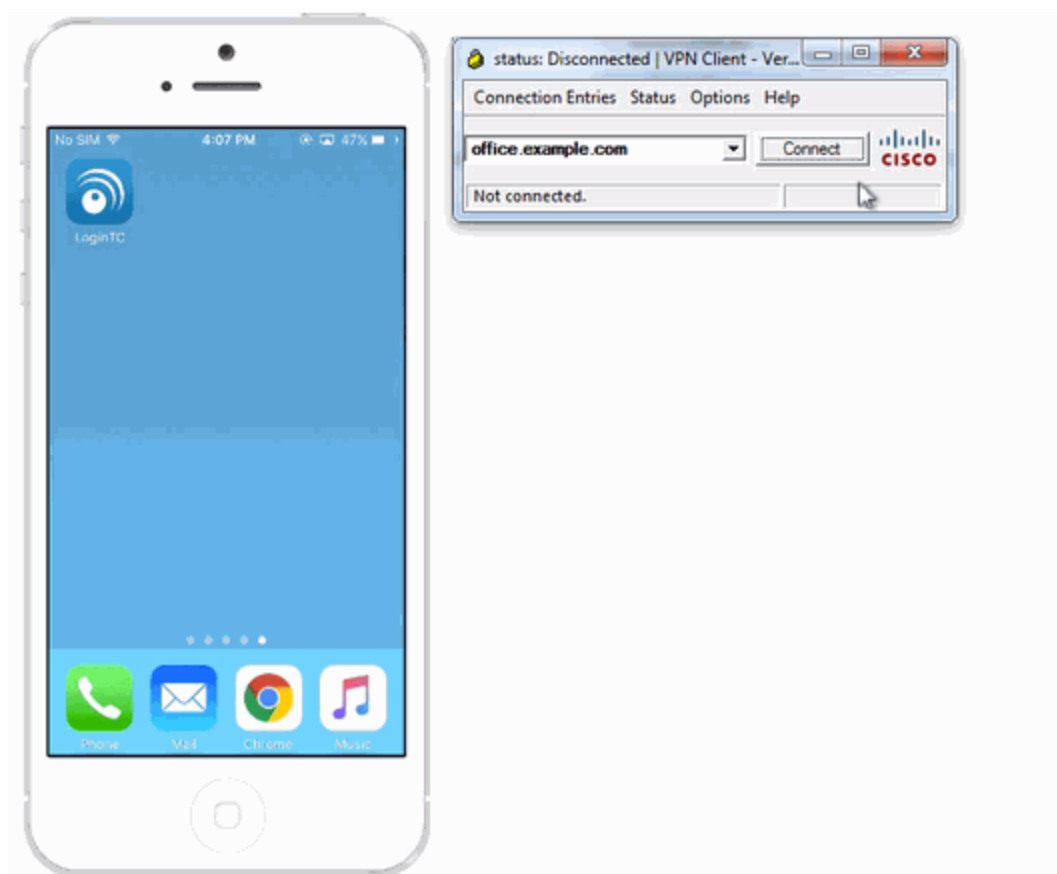 No SIM 4:07 PM 47%
LoginTC
Phone Mail Chrome Music
status: Disconnected | VPN Client - Ver...
Connection Entries Status Options Help
office.example.com Connect
CISCO
Not connected.